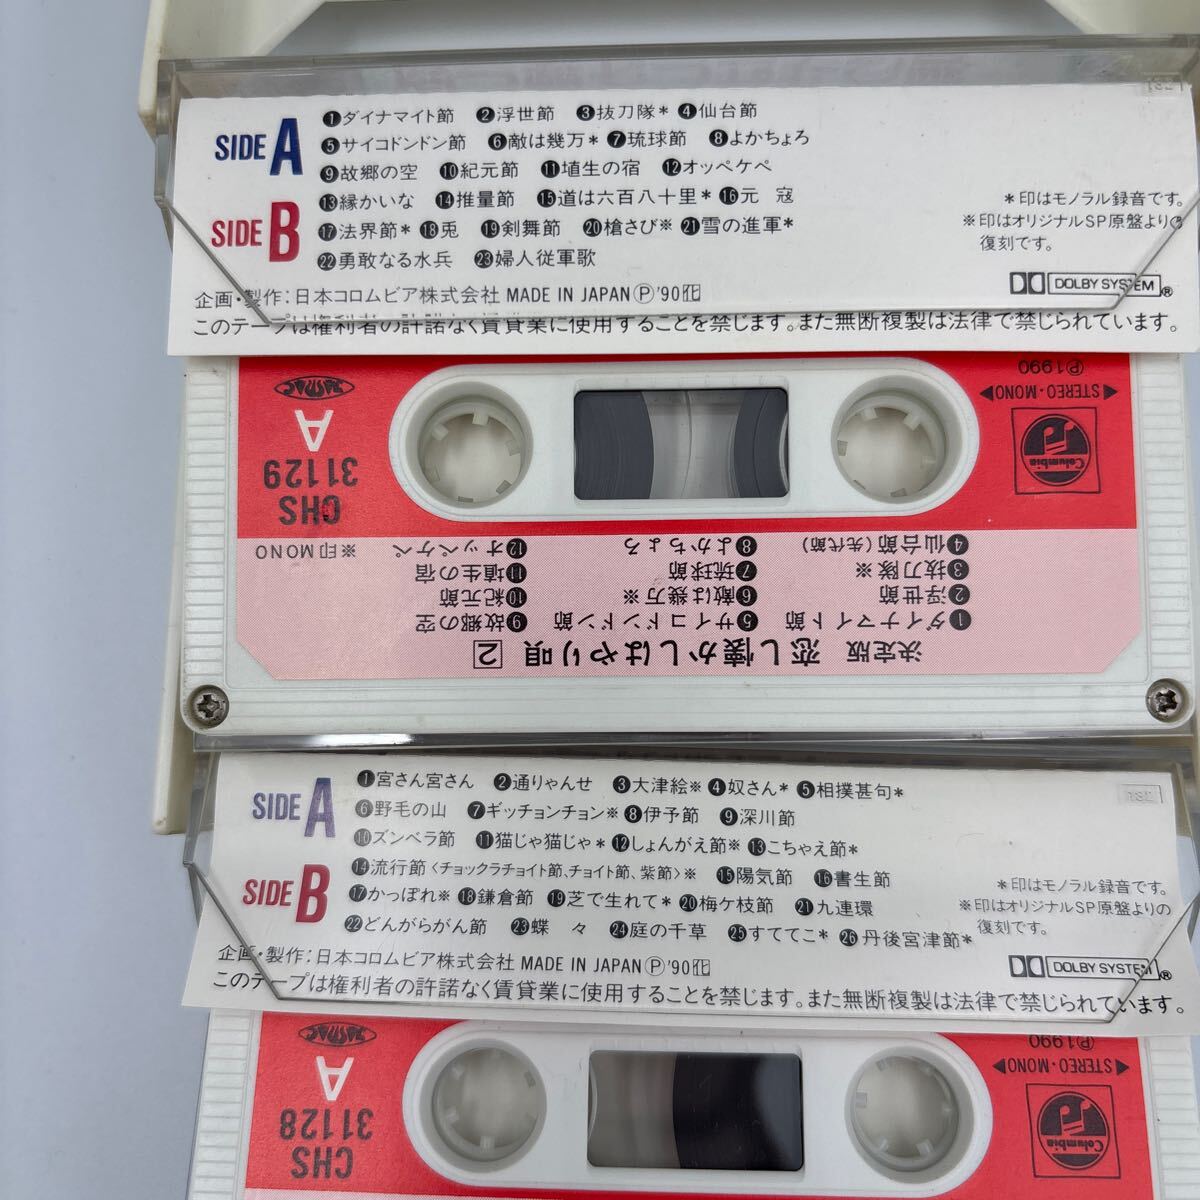 SIDE A
❶ダイナマイト節 ❷浮世節 ❸抜刀隊* ❹仙台節
❺サイコドンドン節 ❻敵は幾万* ❼琉球節 ❽よかちょろ
❾故郷の空 ❿紀元節 ⓫埴生の宿 ⓬オッペケペ
SIDE B
⓭縁かいな ⓮推量節 ⓯道は六百八十里* ⓰元 寇
⓱法界節* ⓲兎 ⓳剣舞節 ⓴槍さび※ ㉑雪の進軍*
㉒勇敢なる水兵 ㉓婦人従軍歌
*印はモノラル録音です。
※印はオリジナルSP原盤よりの
復刻です。
DOLBY SYSTEM®
企画・製作:日本コロムビア株式会社 MADE IN JAPAN Ⓟ'90 化
このテープは権利者の許諾なく賃貸業に使用することを禁じます。また無断複製は法律で禁じられています。
決定版 恋し懐かしはやり唄 2
❶ダイナマイト節 ❺サイコドンドン節 ❾故郷の空
❷浮世節 ❻敵は幾万※ ❿紀元節
❸抜刀隊※ ❼琉球節 ⓫埴生の宿
❹仙台節(先代節) ❽よかちょろ ⓬オッペケペ ※印MONO
Columbia
◀STEREO・MONO▶
Ⓟ1990
CHS
31129
A
SIDE A
❶宮さん宮さん ❷通りゃんせ ❸大津絵※ ❹奴さん* ❺相撲甚句*
❻野毛の山 ❼ギッチョンチョン※ ❽伊予節 ❾深川節
❿ズンベラ節 ⓫猫じゃ猫じゃ* ⓬しょんがえ節※ ⓭こちゃえ節*
SIDE B
⓮流行節〈チョックラチョイト節、チョイト節、紫節〉※ ⓯陽気節 ⓰書生節
⓱かっぽれ※ ⓲鎌倉節 ⓳芝で生れて* ⓴梅ケ枝節 ㉑九連環
㉒どんがらがん節 ㉓蝶 々 ㉔庭の千草 ㉕すててこ* ㉖丹後宮津節*
*印はモノラル録音です。
※印はオリジナルSP原盤よりの
復刻です。
DOLBY SYSTEM®
企画・製作:日本コロムビア株式会社 MADE IN JAPAN Ⓟ'90 化
このテープは権利者の許諾なく賃貸業に使用することを禁じます。また無断複製は法律で禁じられています。
Columbia
◀STEREO・MONO▶
Ⓟ1990
CHS
31128
A